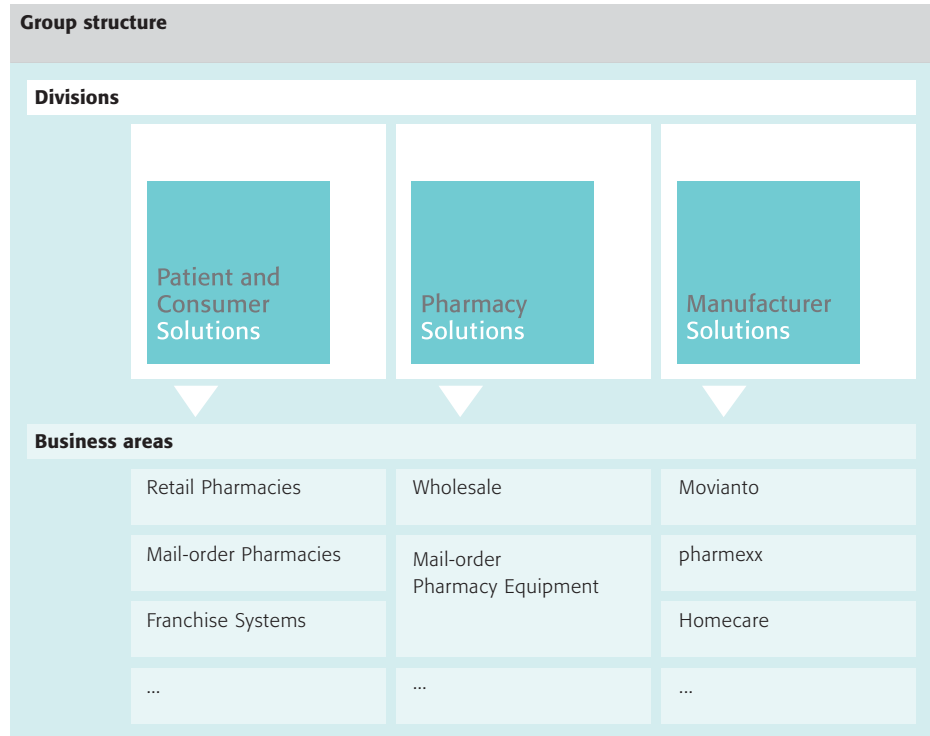 Group structure
Divisions
Patient and
Consumer
Solutions
Pharmacy
Solutions
Manufacturer
Solutions
Business areas
Retail Pharmacies
Wholesale
Movianto
Mail-order Pharmacies
Mail-order
Pharmacy Equipment
pharmexx
Franchise Systems
Homecare
...
...
...